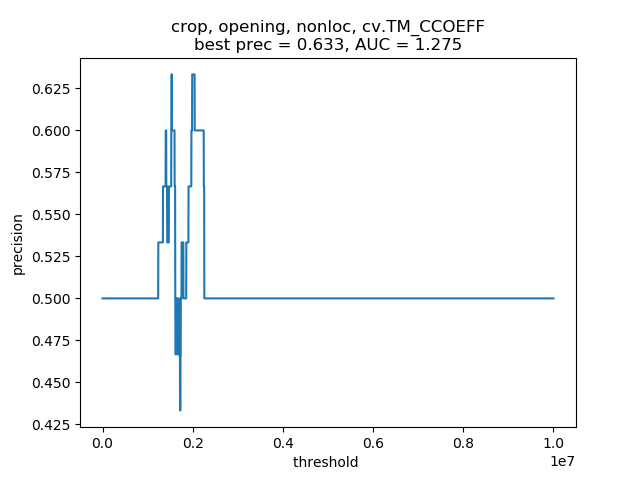 crop, opening, nonloc, cv.TM_CCOEFF
best prec = 0.633, AUC = 1.275
0.625
0.600
0.575
0.550
0.525
0.500
0.475
0.450
0.425
precision
0.0 0.2 0.4 0.6 0.8 1.0
1e7
threshold